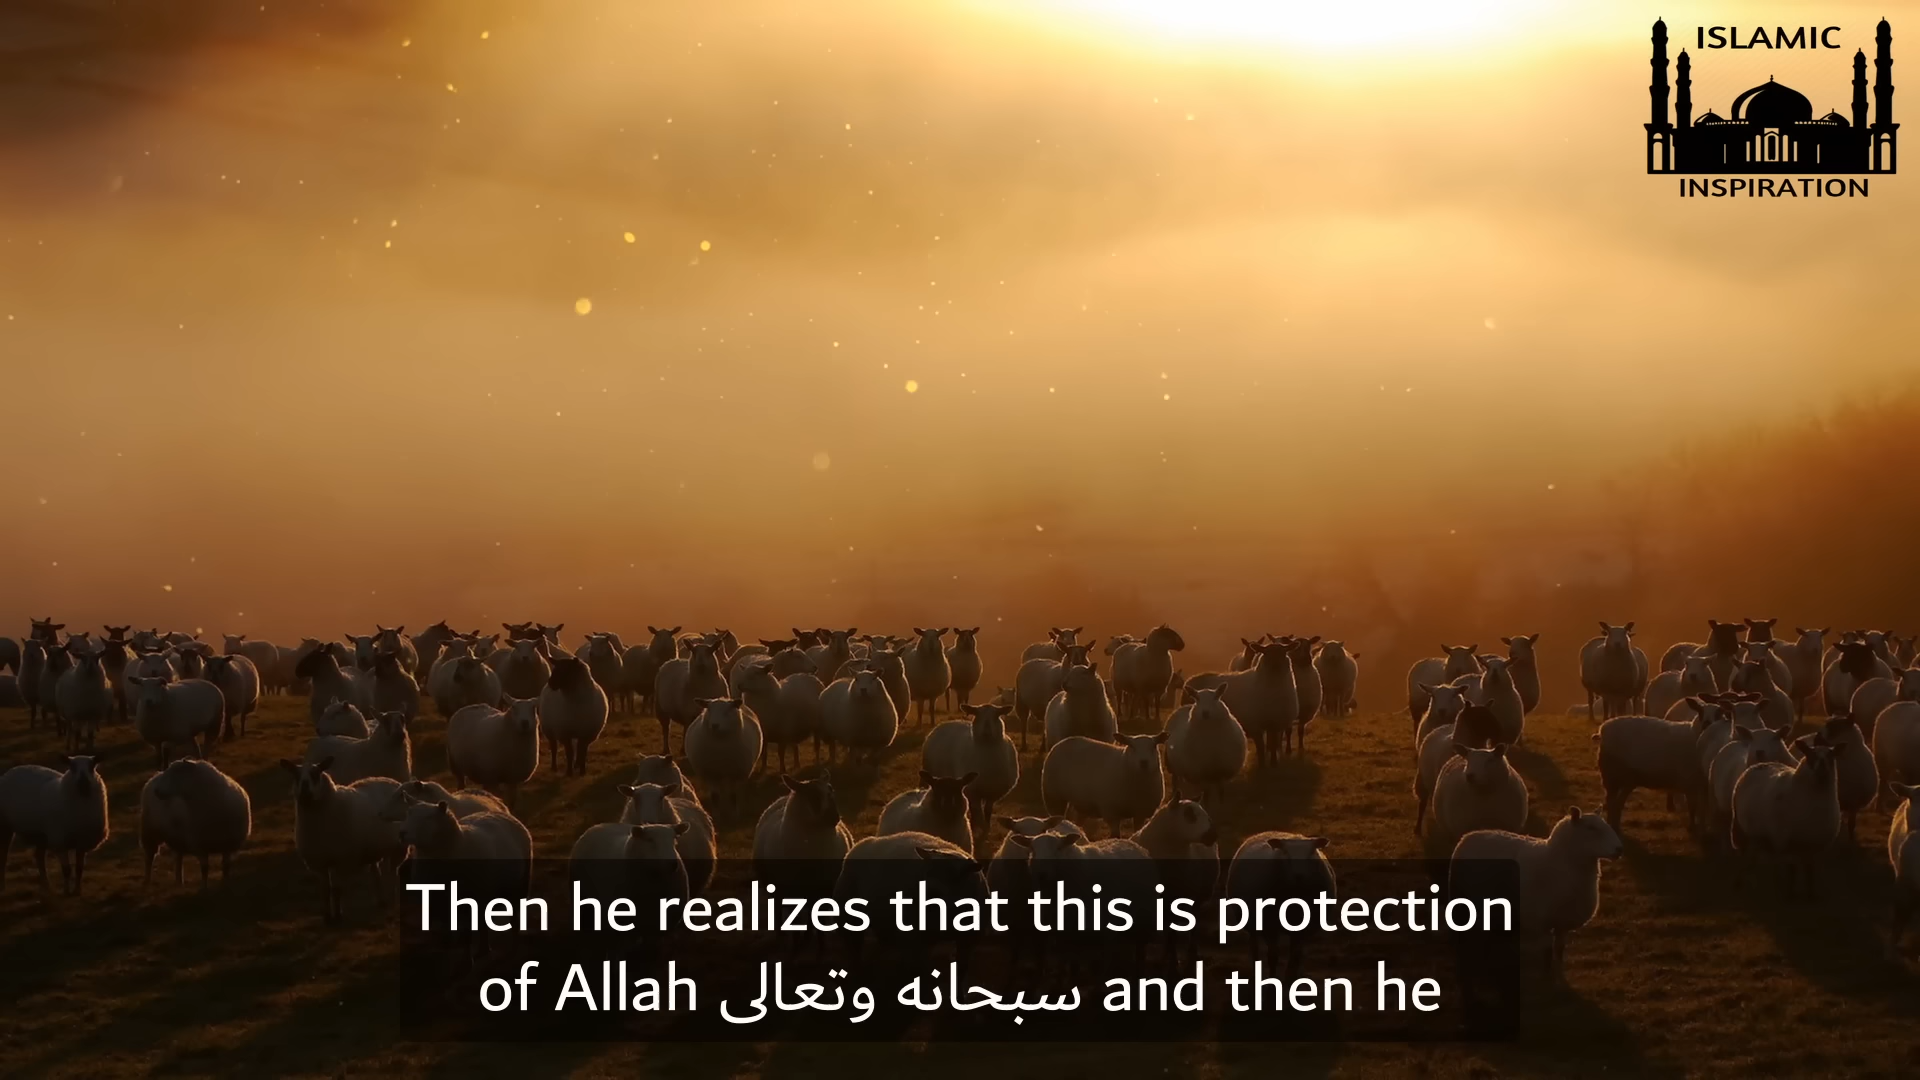 ISLAMIC
INSPIRATION
Then he realizes that this is protection
of Allah سبحانه وتعالى and then he